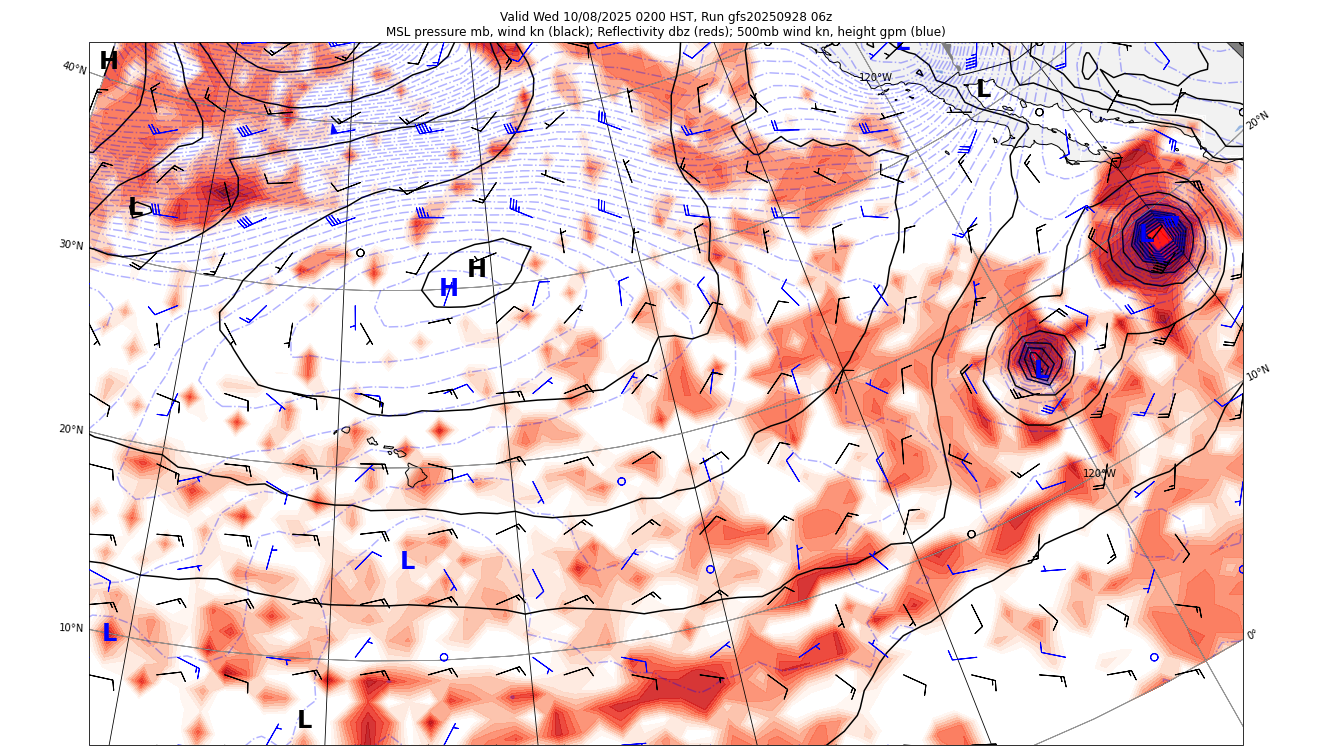 Valid Wed 10/08/2025 0200 HST, Run gfs20250928 06z
MSL pressure mb, wind kn (black); Reflectivity dbz (reds); 500mb wind kn, height gpm (blue)
H
L
40°N
120°W
L
20°N
L
L
30°N
H
H
L
10°N
20°N
120°W
L
10°N
L
0°
L